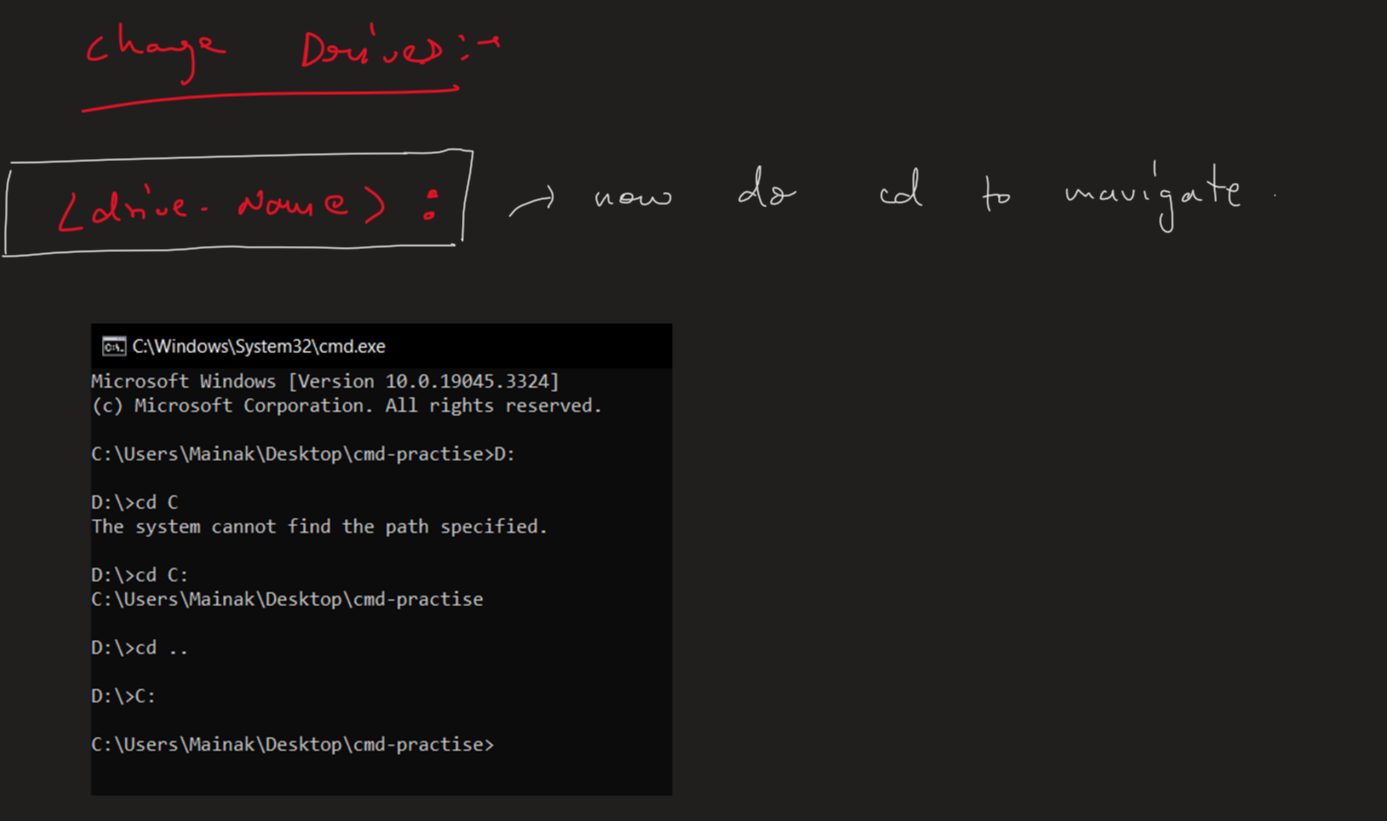 Change Drives:→
<drive-Name> : → now do cd to navigate.
C:\Windows\System32\cmd.exe
Microsoft Windows [Version 10.0.19045.3324]
(c) Microsoft Corporation. All rights reserved.
C:\Users\Mainak\Desktop\cmd-practise>D:
D:\>cd C
The system cannot find the path specified.
D:\>cd C:
C:\Users\Mainak\Desktop\cmd-practise
D:\>cd ..
D:\>C:
C:\Users\Mainak\Desktop\cmd-practise>